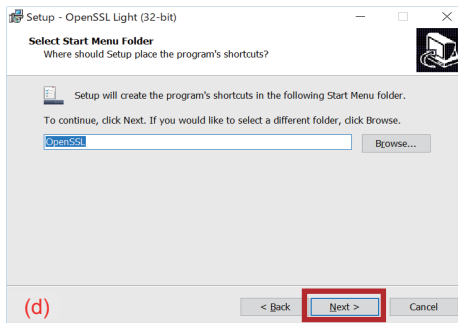 Setup - OpenSSL Light (32-bit)
Select Start Menu Folder
Where should Setup place the program's shortcuts?
Setup will create the program's shortcuts in the following Start Menu folder.
To continue, click Next. If you would like to select a different folder, click Browse.
OpenSSL
Browse...
(d)
< Back
Next >
Cancel